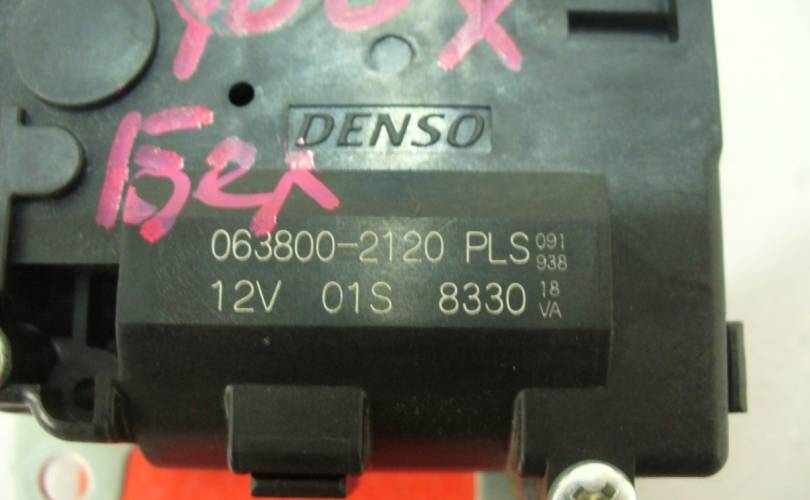 DENSO
063800-2120 PLS 091 938
12V 01S 8330 18 VA